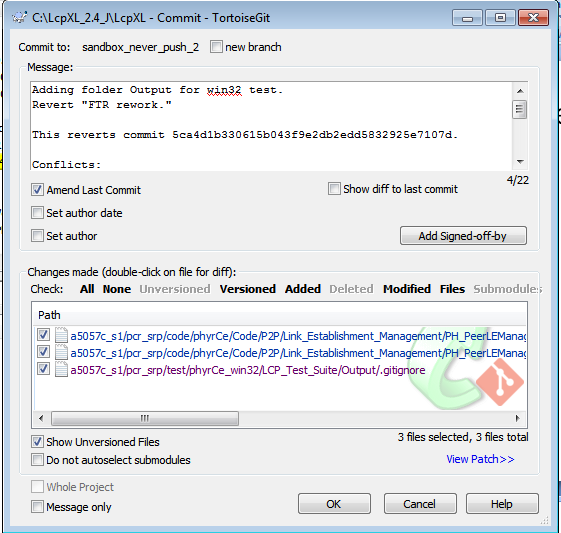 C:\LcpXL_2.4_J\LcpXL - Commit - TortoiseGit
Commit to: sandbox_never_push_2 new branch
Message:
Adding folder Output for win32 test.
Revert "FTR rework."
This reverts commit 5ca4d1b330615b043f9e2db2edd5832925e7107d.
Conflicts:
4/22
Amend Last Commit Show diff to last commit
Set author date
Set author Add Signed-off-by
Changes made (double-click on file for diff):
Check: All None Unversioned Versioned Added Deleted Modified Files Submodules
Path
a5057c_s1/pcr_srp/code/phyrCe/Code/P2P/Link_Establishment_Management/PH_PeerLEManag
a5057c_s1/pcr_srp/code/phyrCe/Code/P2P/Link_Establishment_Management/PH_PeerLEManag
a5057c_s1/pcr_srp/test/phyrCe_win32/LCP_Test_Suite/Output/.gitignore
Show Unversioned Files 3 files selected, 3 files total
Do not autoselect submodules View Patch>>
Whole Project
Message only OK Cancel Help